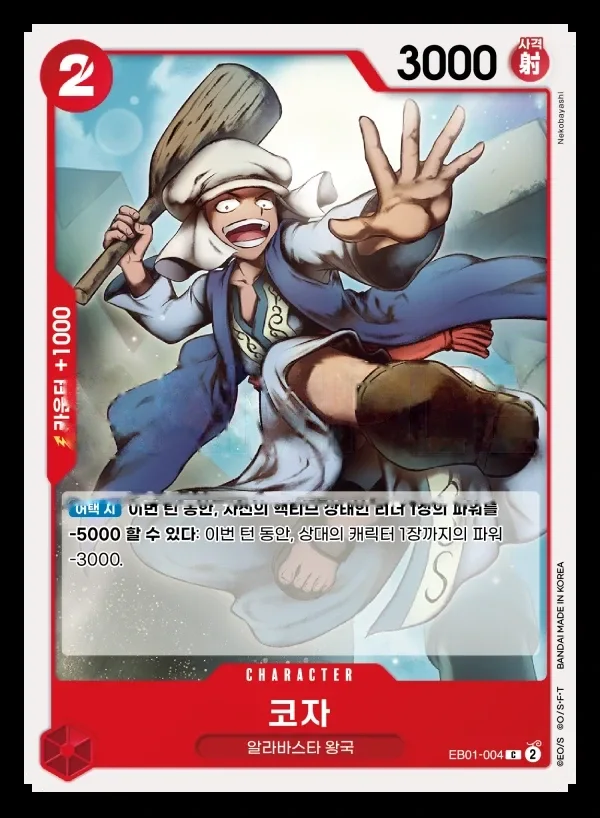 2
3000
사격
射
Nekobayashi
카운터 +1000
어택 시 이번 턴 동안, 자신의 액티브 상태인 리더 1장의 파워를
-5000 할 수 있다: 이번 턴 동안, 상대의 캐릭터 1장까지의 파워
-3000.
CHARACTER
코자
알라바스타 왕국
EB01-004 C 2
©EO/S ©O/S·F·T BANDAI MADE IN KOREA